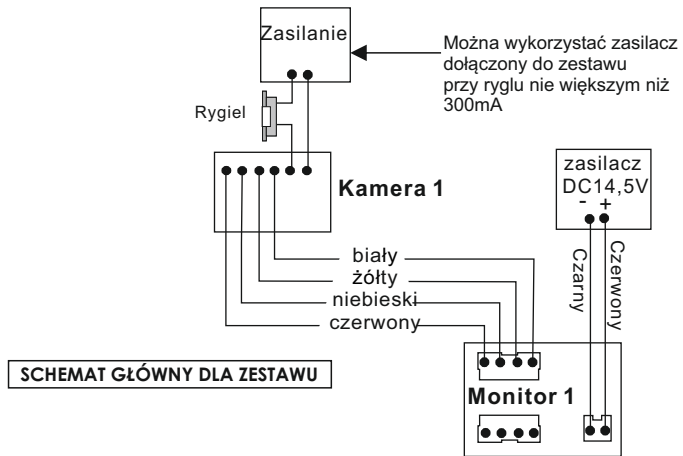 Zasilanie
Można wykorzystać zasilacz
dołączony do zestawu
przy ryglu nie większym niż
300mA
Rygiel
Kamera 1
zasilacz
DC14,5V
- +
Czarny
Czerwony
biały
żółty
niebieski
czerwony
SCHEMAT GŁÓWNY DLA ZESTAWU
Monitor 1